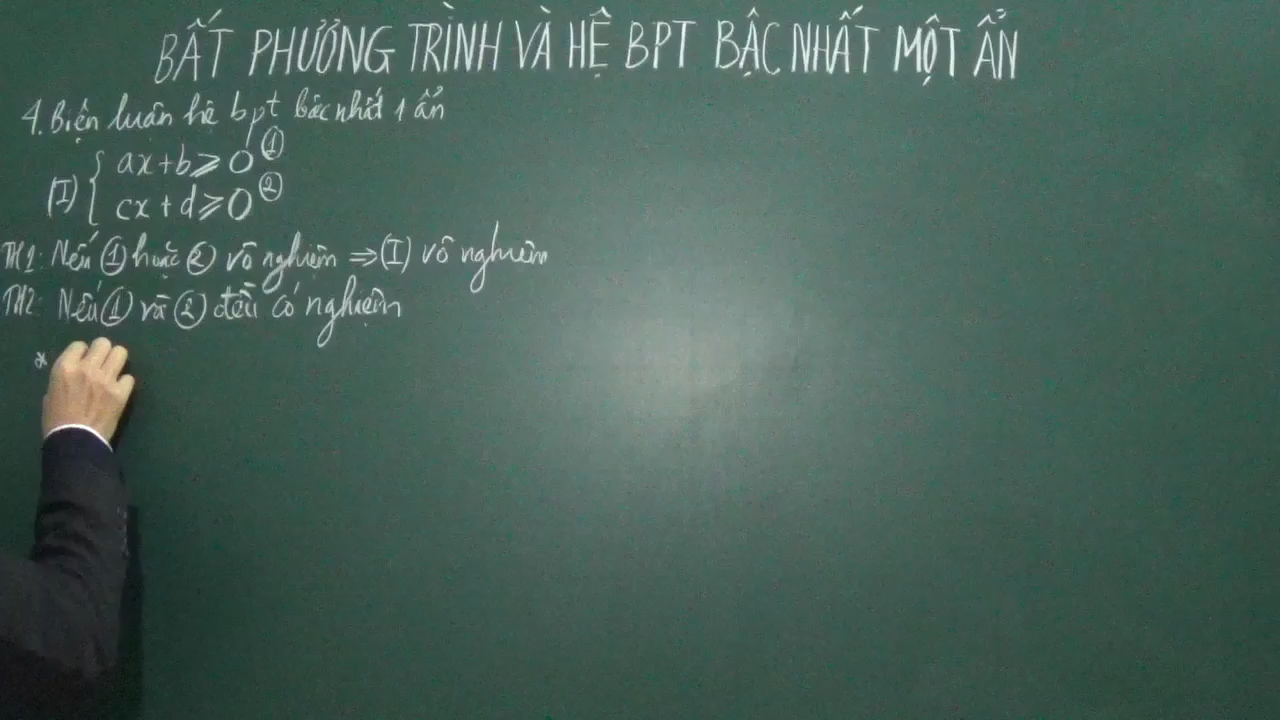 BẤT PHƯƠNG TRÌNH VÀ HỆ BPT BẬC NHẤT MỘT ẨN
4. Biện luận hệ bpt bậc nhất 1 ẩn
(I) { ax + b ⩾ 0 ①
cx + d ⩾ 0 ②
TH1: Nếu ① hoặc ② vô nghiệm ⇒ (I) vô nghiệm
TH2: Nếu ① và ② đều có nghiệm
*